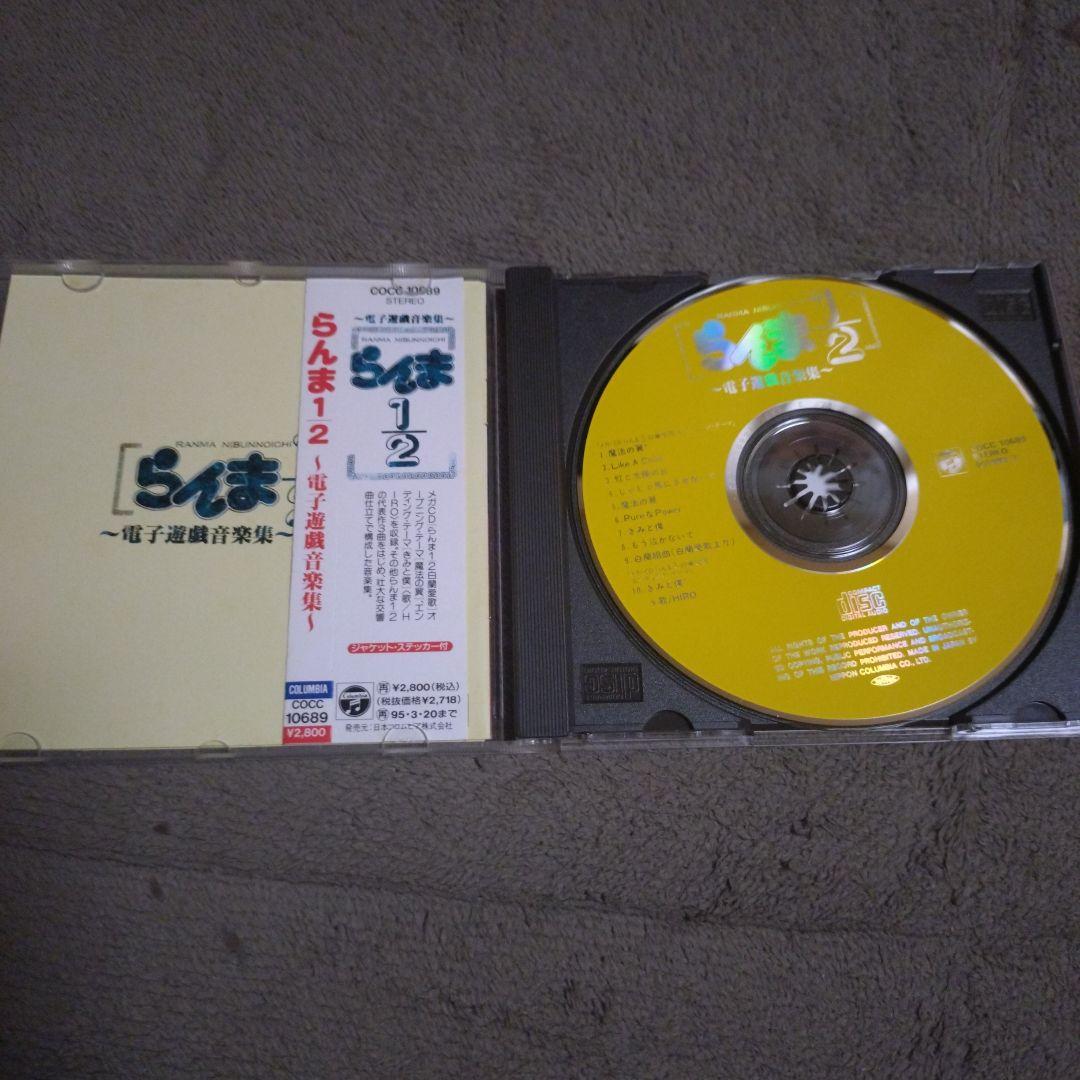 RANMA NIBUNNOICHI
らんま
～電子遊戯音楽集～
らんま1/2 ～電子遊戯音楽集～
COLUMBIA
COCC
10689
¥2,800
COCC-10689
STEREO
～電子遊戯音楽集～
RANMA NIBUNNOICHI
らんま
1/2
メガCD「らんま1/2白蘭愛歌」オ
ープニング・テーマ「魔法の翼」、エン
ディング・テーマ「きみと僕」(歌/H
IRO)を収録。その他らんま1/2
の代表作3曲をはじめ、壮大な交響
曲仕立てで構成した音楽集。
ジャケット・ステッカー付
Columbia
再¥2,800(税込)
(税抜価格¥2,718)
再95・3・20まで
発売元:日本コロムビア株式会社
RANMA NIBUNNOICHI
らんま 1/2
～電子遊戯音楽集～
1. 魔法の翼
2. Like A Child
5. 魔法の翼
6. Pure な Power
7. きみと僕
8. もう泣かないで
9. 白蘭組曲(白蘭愛歌より)
10. きみと僕
歌/HIRO
COCC-10689
STEREO
COMPACT
disc
DIGITAL AUDIO
ALL RIGHTS OF THE PRODUCER AND OF THE OWNER
OF THE WORK REPRODUCED RESERVED. UNAUTHORIS-
ED COPYING, PUBLIC PERFORMANCE AND BROADCAST-
ING OF THIS RECORD PROHIBITED. MADE IN JAPAN BY
NIPPON COLUMBIA CO., LTD.